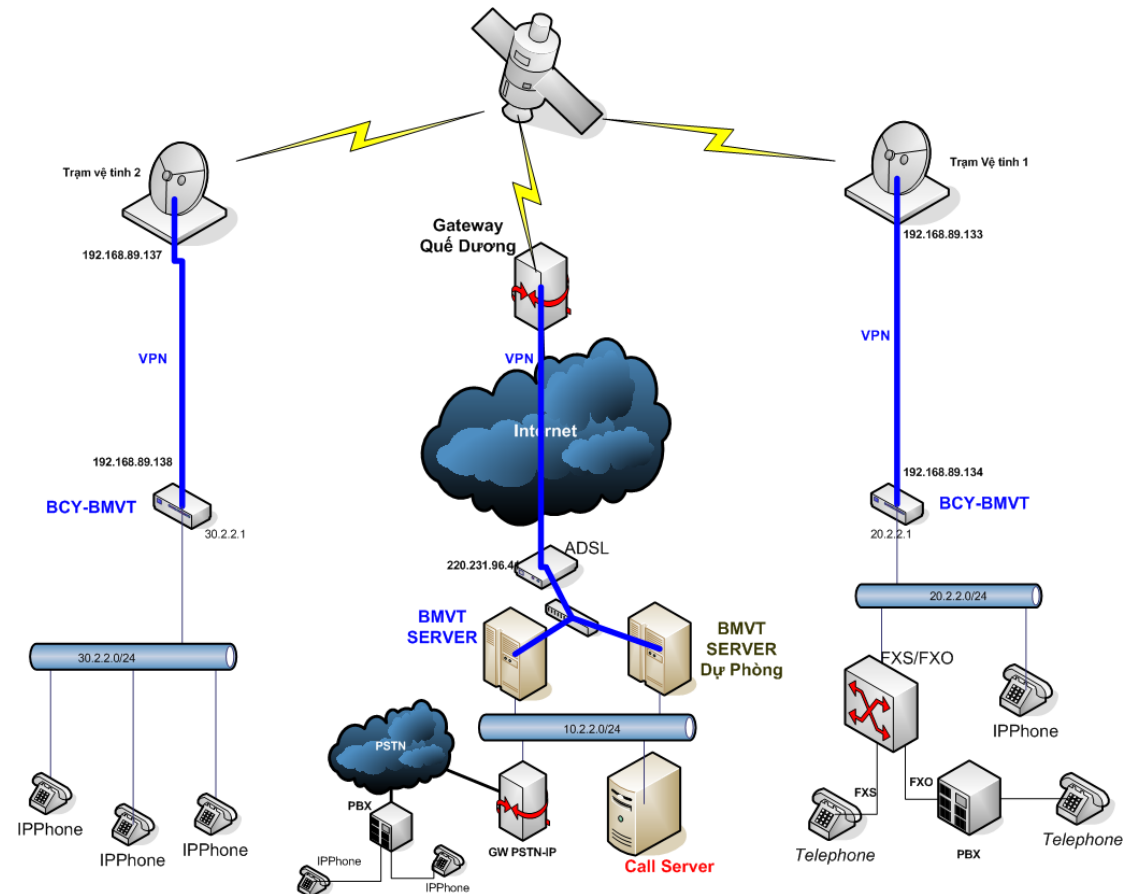 Trạm vệ tinh 2
Trạm Vệ tinh 1
Gateway
Quế Dương
192.168.89.137
192.168.89.133
VPN
VPN
VPN
Internet
192.168.89.138
192.168.89.134
BCY-BMVT
BCY-BMVT
30.2.2.1
20.2.2.1
ADSL
220.231.96.4
BMVT
SERVER
BMVT
SERVER
Dự Phòng
20.2.2.0/24
30.2.2.0/24
FXS/FXO
10.2.2.0/24
IPPhone
PSTN
FXS
FXO
PBX
IPPhone
IPPhone
IPPhone
GW PSTN-IP
Call Server
Telephone
PBX
Telephone
IPPhone
IPPhone